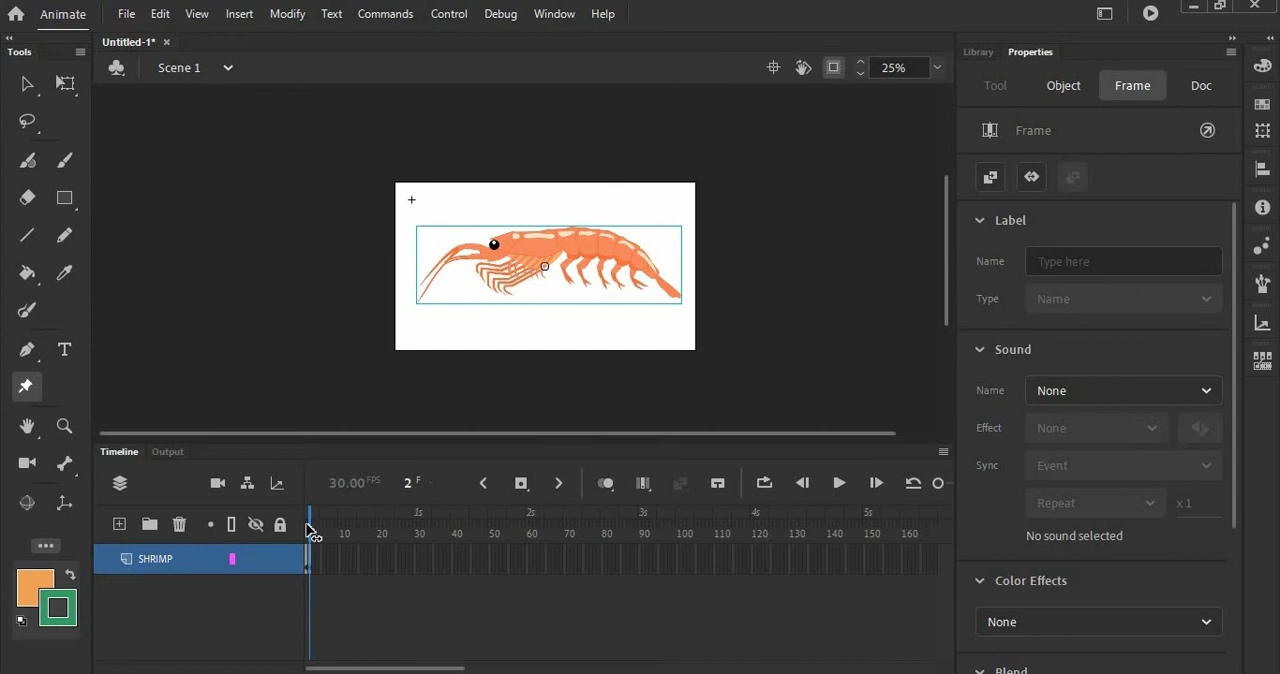 Animate File Edit View Insert Modify Text Commands Control Debug Window Help
Untitled-1*
Tools
Scene 1
25%
Library Properties
Tool Object Frame Doc
Frame
Label
Name Type here
Type Name
Sound
Name None
Effect None
Sync Event
Repeat x 1
No sound selected
Color Effects
None
Blend
Timeline Output
30.00 FPS 2 F
1s 2s 3s 4s 5s
10 20 30 40 50 60 70 80 90 100 110 120 130 140 150 160
SHRIMP